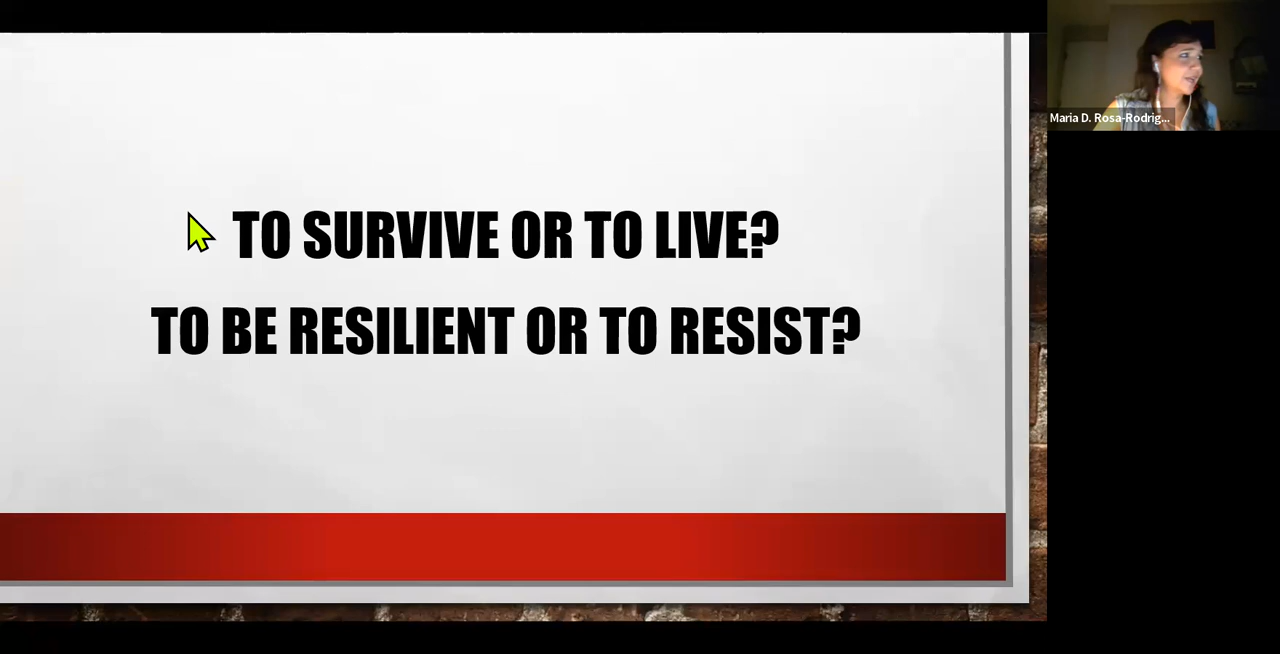 TO SURVIVE OR TO LIVE?
TO BE RESILIENT OR TO RESIST?
Maria D. Rosa-Rodrig...